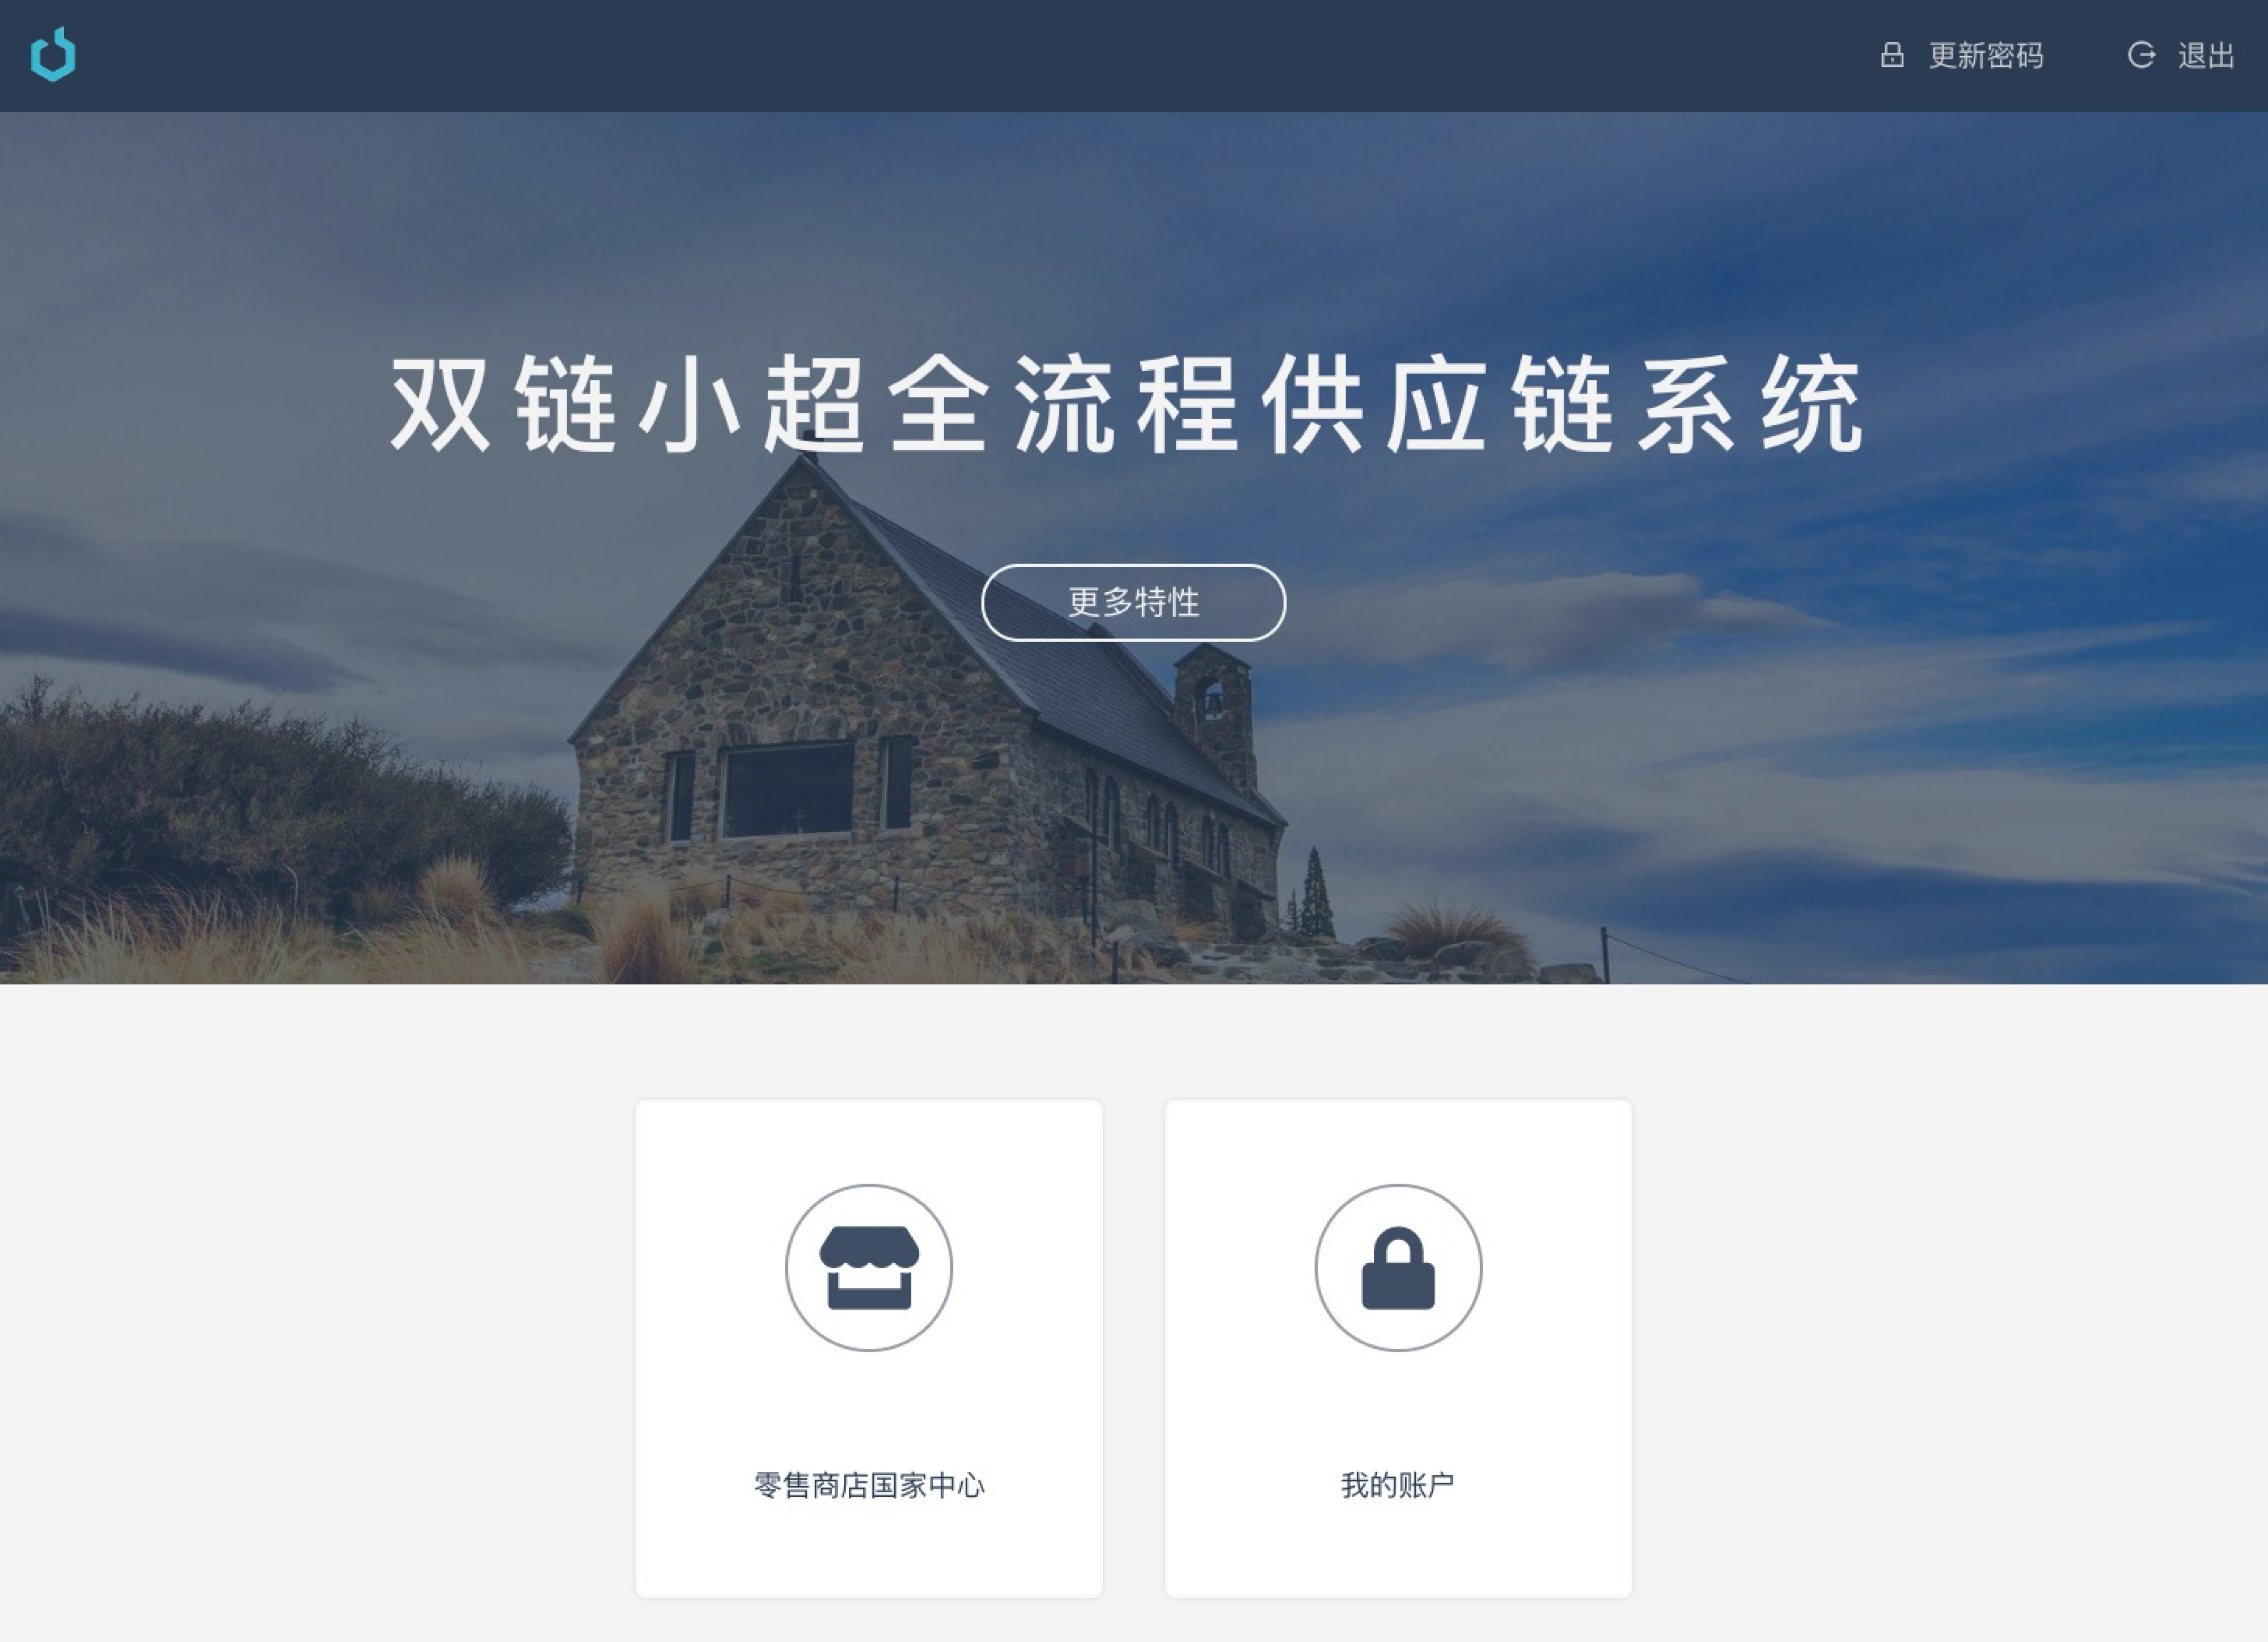 更新密码 退出
双链小超全流程供应链系统
更多特性
零售商店国家中心 我的账户